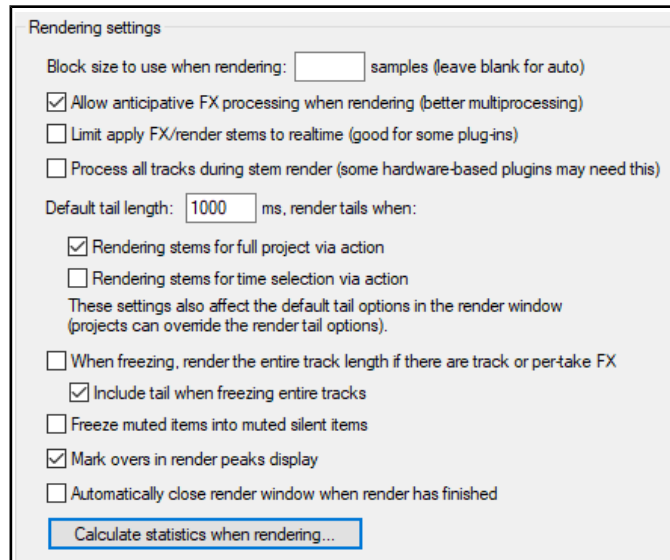 Rendering settings
Block size to use when rendering: samples (leave blank for auto)
Allow anticipative FX processing when rendering (better multiprocessing)
Limit apply FX/render stems to realtime (good for some plug-ins)
Process all tracks during stem render (some hardware-based plugins may need this)
Default tail length: 1000 ms, render tails when:
Rendering stems for full project via action
Rendering stems for time selection via action
These settings also affect the default tail options in the render window
(projects can override the render tail options).
When freezing, render the entire track length if there are track or per-take FX
Include tail when freezing entire tracks
Freeze muted items into muted silent items
Mark overs in render peaks display
Automatically close render window when render has finished
Calculate statistics when rendering...